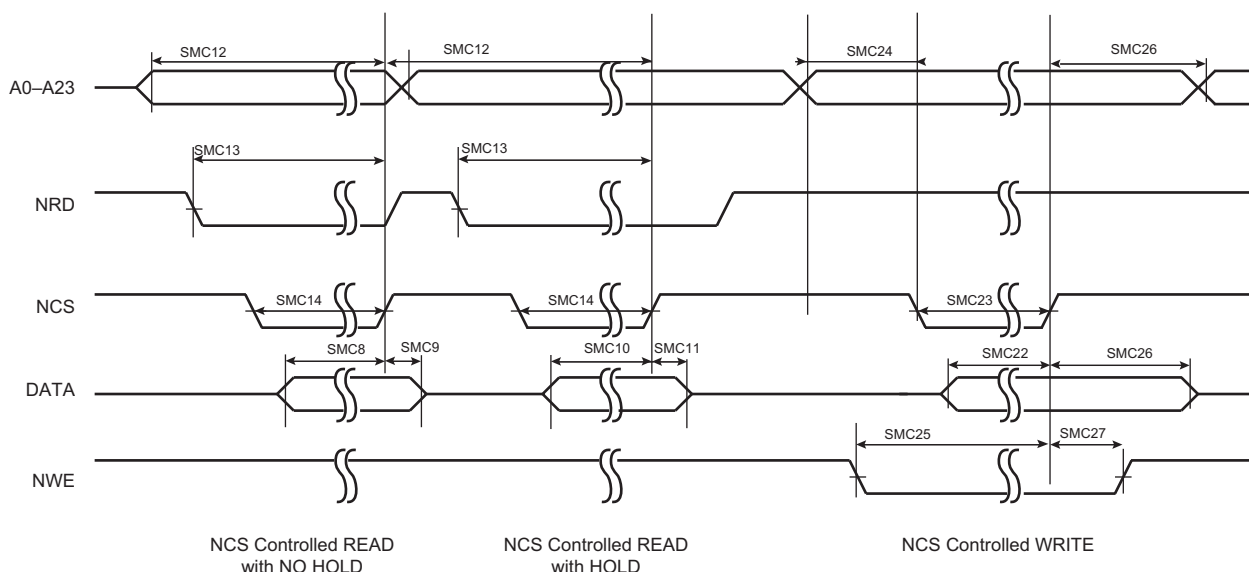 SMC12
SMC12
SMC24
SMC26
A0–A23
SMC13
SMC13
NRD
NCS
SMC14
SMC14
SMC23
SMC8
SMC9
SMC10
SMC11
SMC22
SMC26
DATA
SMC25
SMC27
NWE
NCS Controlled READ
with NO HOLD
NCS Controlled READ
with HOLD
NCS Controlled WRITE